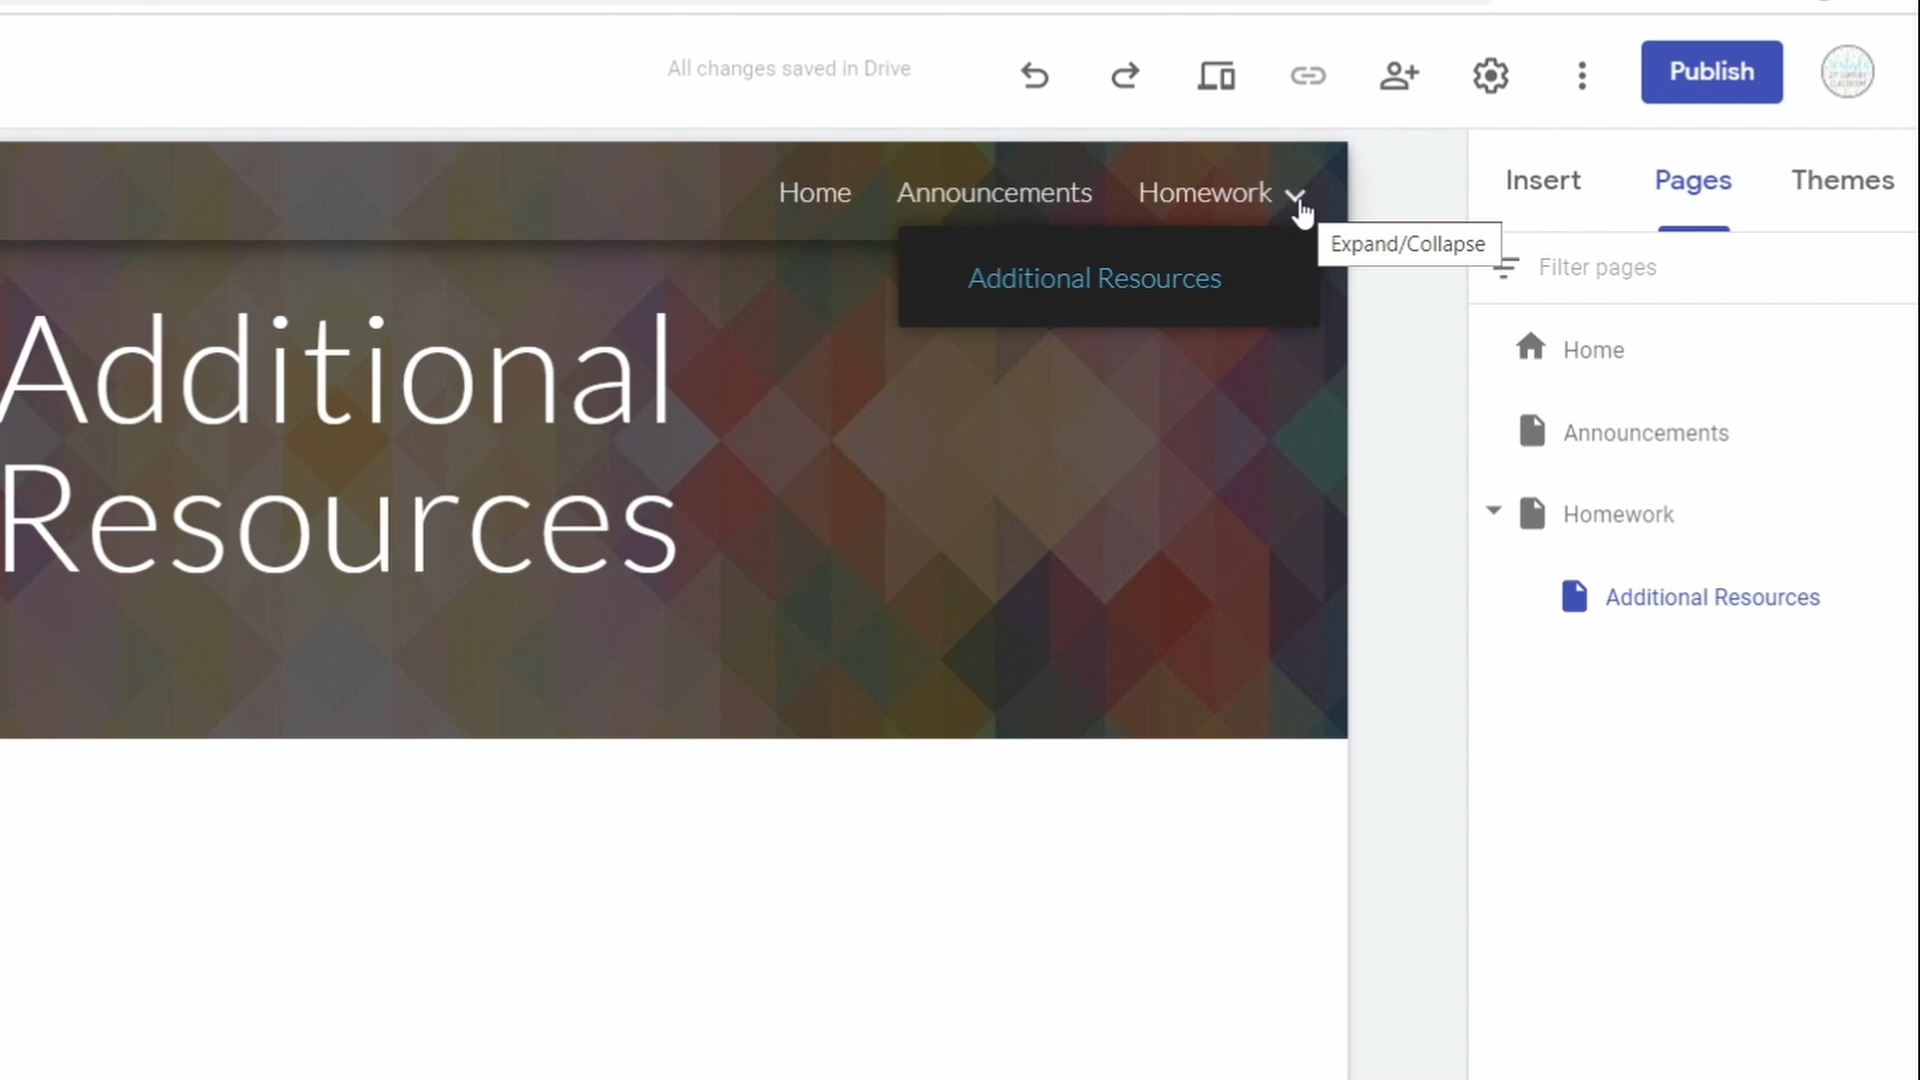 All changes saved in Drive
Publish
Home
Announcements
Homework
Insert
Pages
Themes
Expand/Collapse
Additional Resources
Filter pages
Additional
Resources
Home
Announcements
Homework
Additional Resources